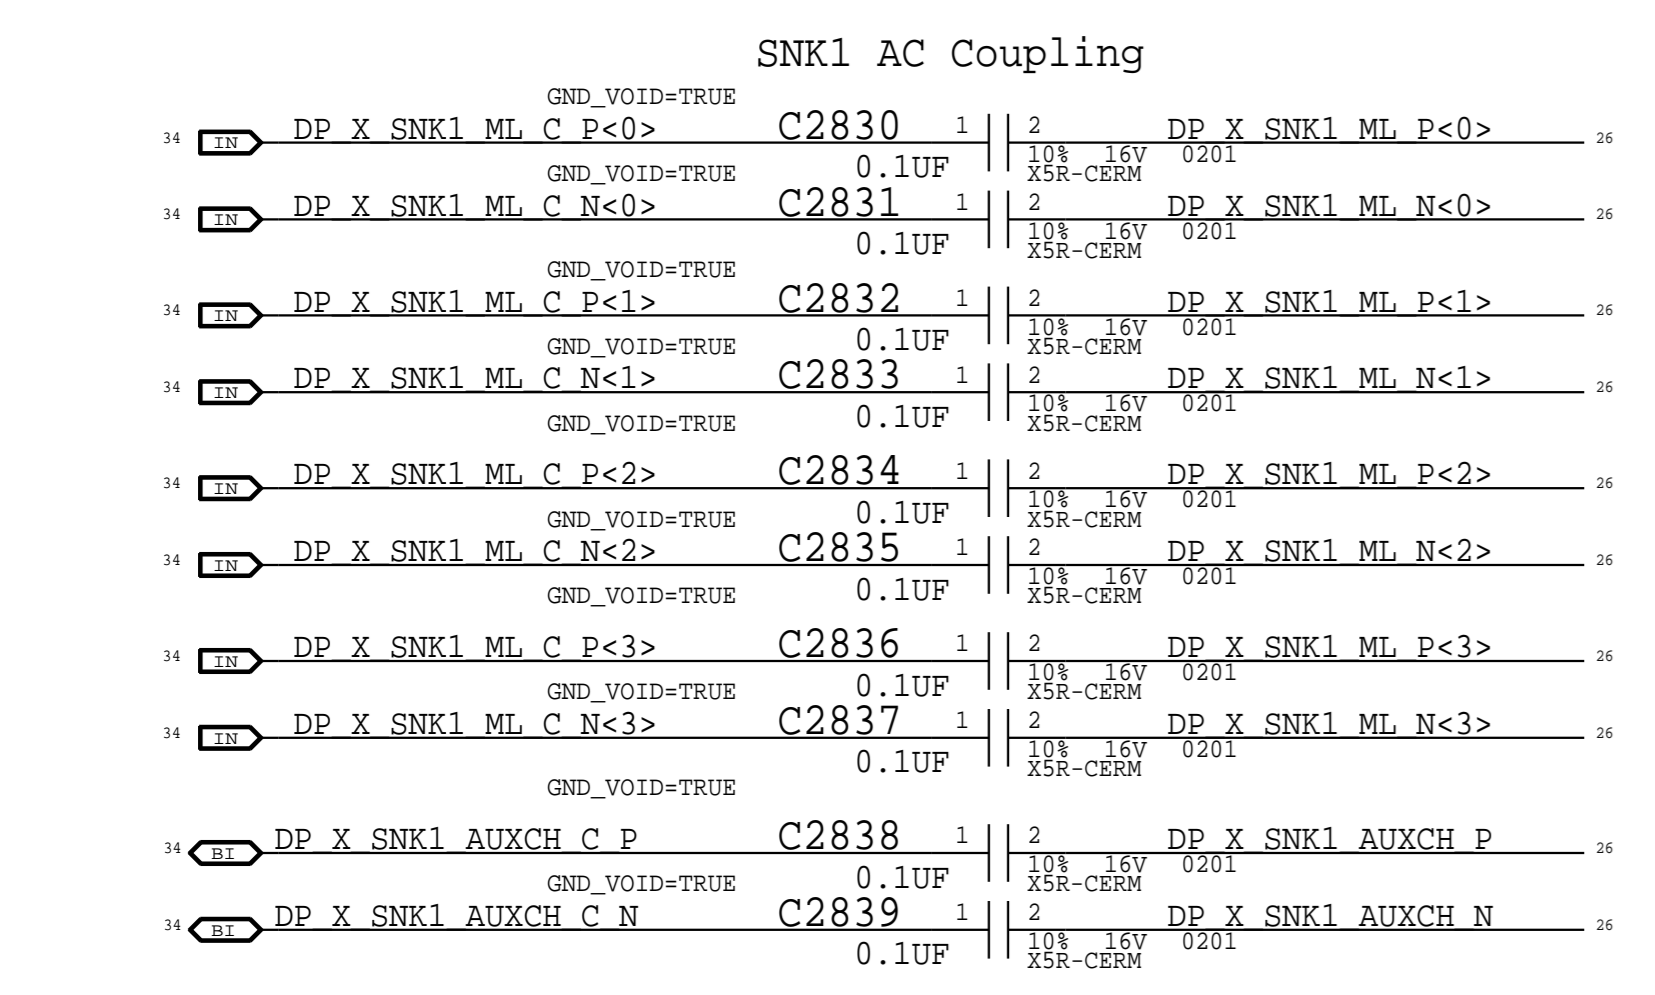 SNK1 AC Coupling
GND_VOID=TRUE
34 IN DP_X_SNK1_ML_C_P<0> C2830 1 2 DP_X_SNK1_ML_P<0> 26
0.1UF 10% 16V 0201
X5R-CERM
GND_VOID=TRUE
34 IN DP_X_SNK1_ML_C_N<0> C2831 1 2 DP_X_SNK1_ML_N<0> 26
0.1UF 10% 16V 0201
X5R-CERM
GND_VOID=TRUE
34 IN DP_X_SNK1_ML_C_P<1> C2832 1 2 DP_X_SNK1_ML_P<1> 26
0.1UF 10% 16V 0201
X5R-CERM
GND_VOID=TRUE
34 IN DP_X_SNK1_ML_C_N<1> C2833 1 2 DP_X_SNK1_ML_N<1> 26
0.1UF 10% 16V 0201
X5R-CERM
GND_VOID=TRUE
34 IN DP_X_SNK1_ML_C_P<2> C2834 1 2 DP_X_SNK1_ML_P<2> 26
0.1UF 10% 16V 0201
X5R-CERM
GND_VOID=TRUE
34 IN DP_X_SNK1_ML_C_N<2> C2835 1 2 DP_X_SNK1_ML_N<2> 26
0.1UF 10% 16V 0201
X5R-CERM
GND_VOID=TRUE
34 IN DP_X_SNK1_ML_C_P<3> C2836 1 2 DP_X_SNK1_ML_P<3> 26
0.1UF 10% 16V 0201
X5R-CERM
GND_VOID=TRUE
34 IN DP_X_SNK1_ML_C_N<3> C2837 1 2 DP_X_SNK1_ML_N<3> 26
0.1UF 10% 16V 0201
X5R-CERM
GND_VOID=TRUE
34 BI DP_X_SNK1_AUXCH_C_P C2838 1 2 DP_X_SNK1_AUXCH_P 26
0.1UF 10% 16V 0201
X5R-CERM
GND_VOID=TRUE
34 BI DP_X_SNK1_AUXCH_C_N C2839 1 2 DP_X_SNK1_AUXCH_N 26
0.1UF 10% 16V 0201
X5R-CERM